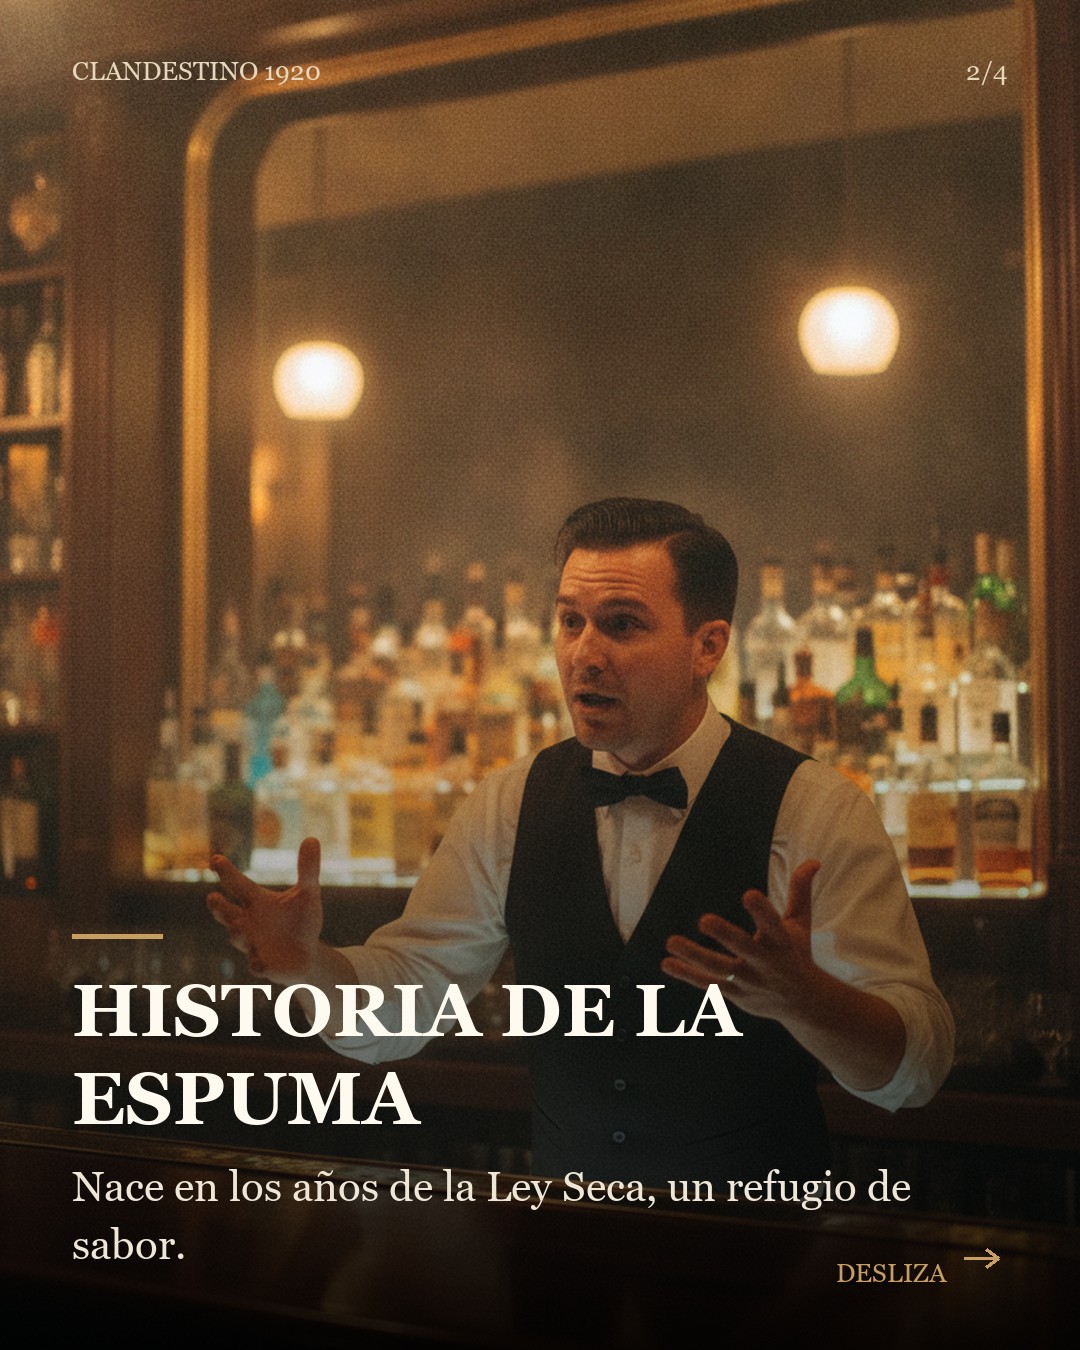 CLANDESTINO 1920
2/4
HISTORIA DE LA
ESPUMA
Nace en los años de la Ley Seca, un refugio de
sabor.
DESLIZA